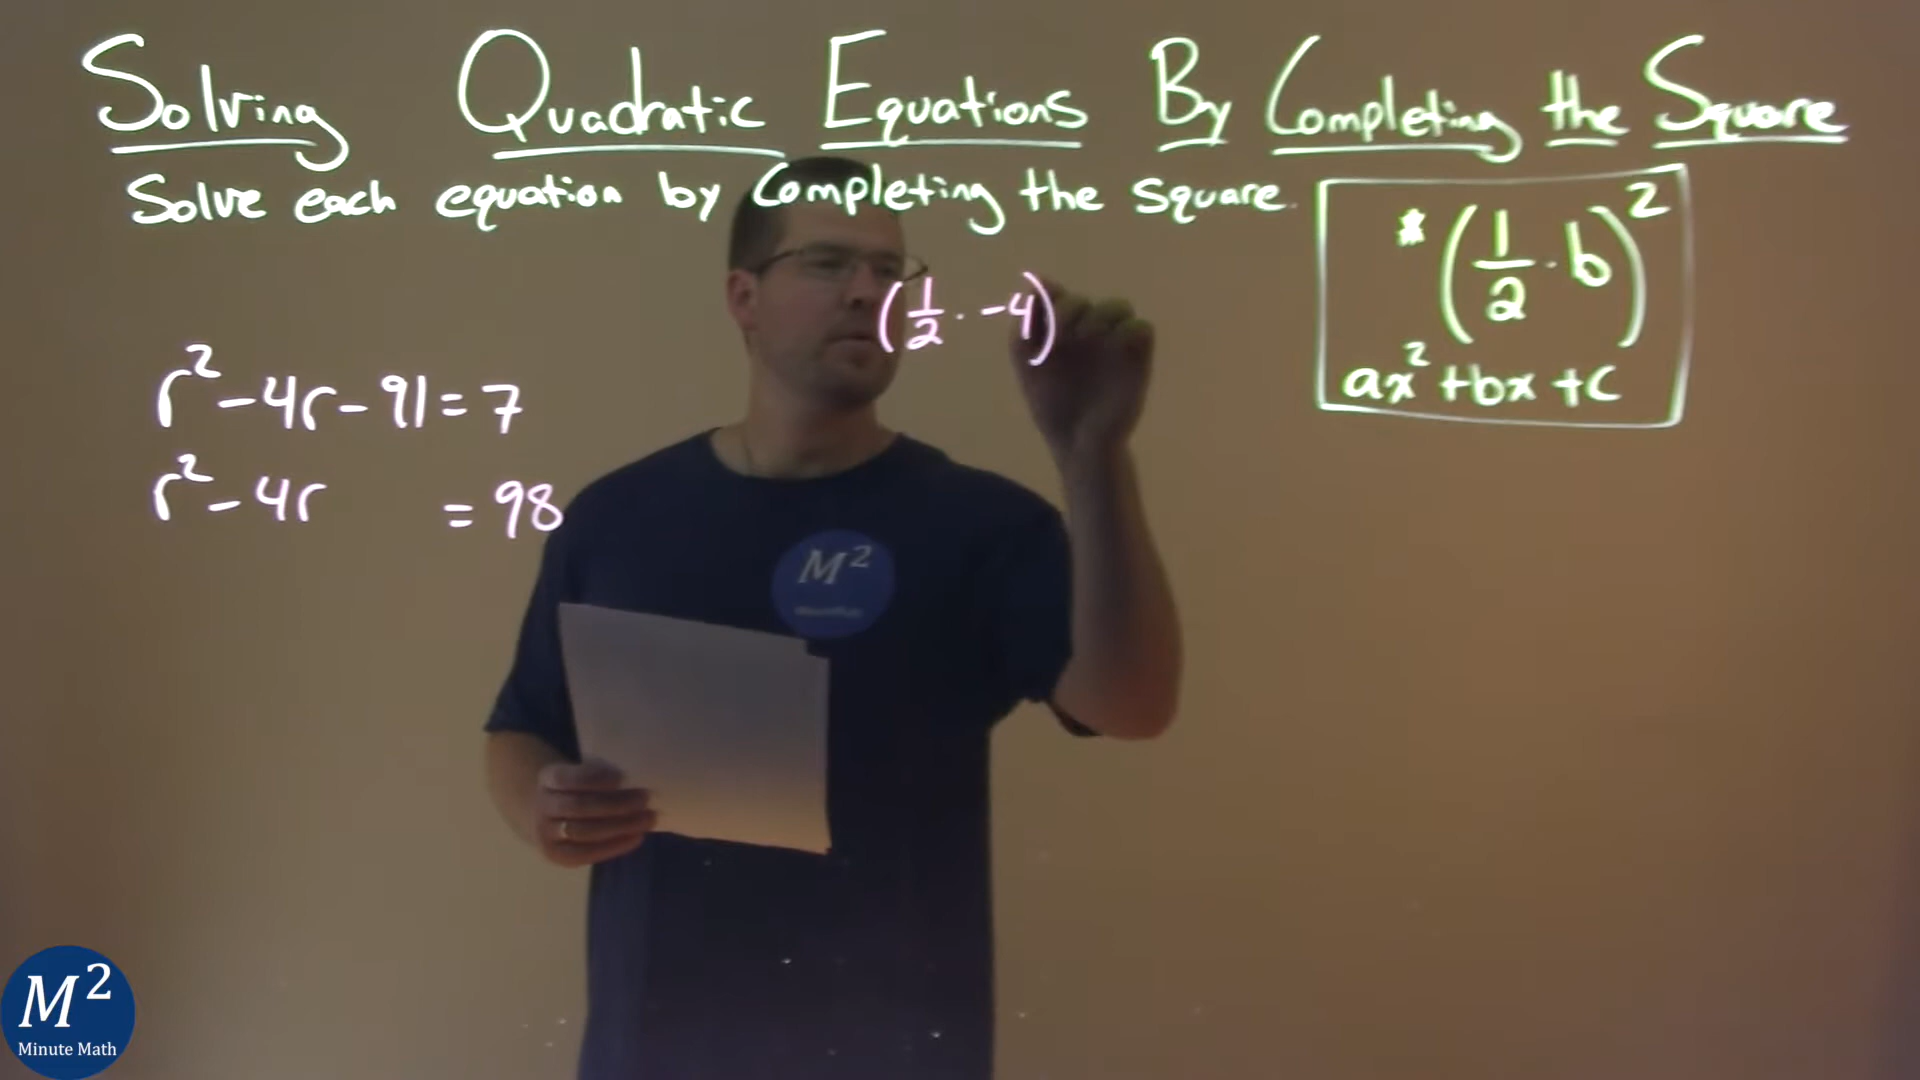 Solving Quadratic Equations By Completing the Square
Solve each equation by Completing the square.
* (1/2 · b)²
ax² + bx + c
(1/2 · -4)
r² - 4r - 91 = 7
r² - 4r = 98
M²
M²
Minute Math